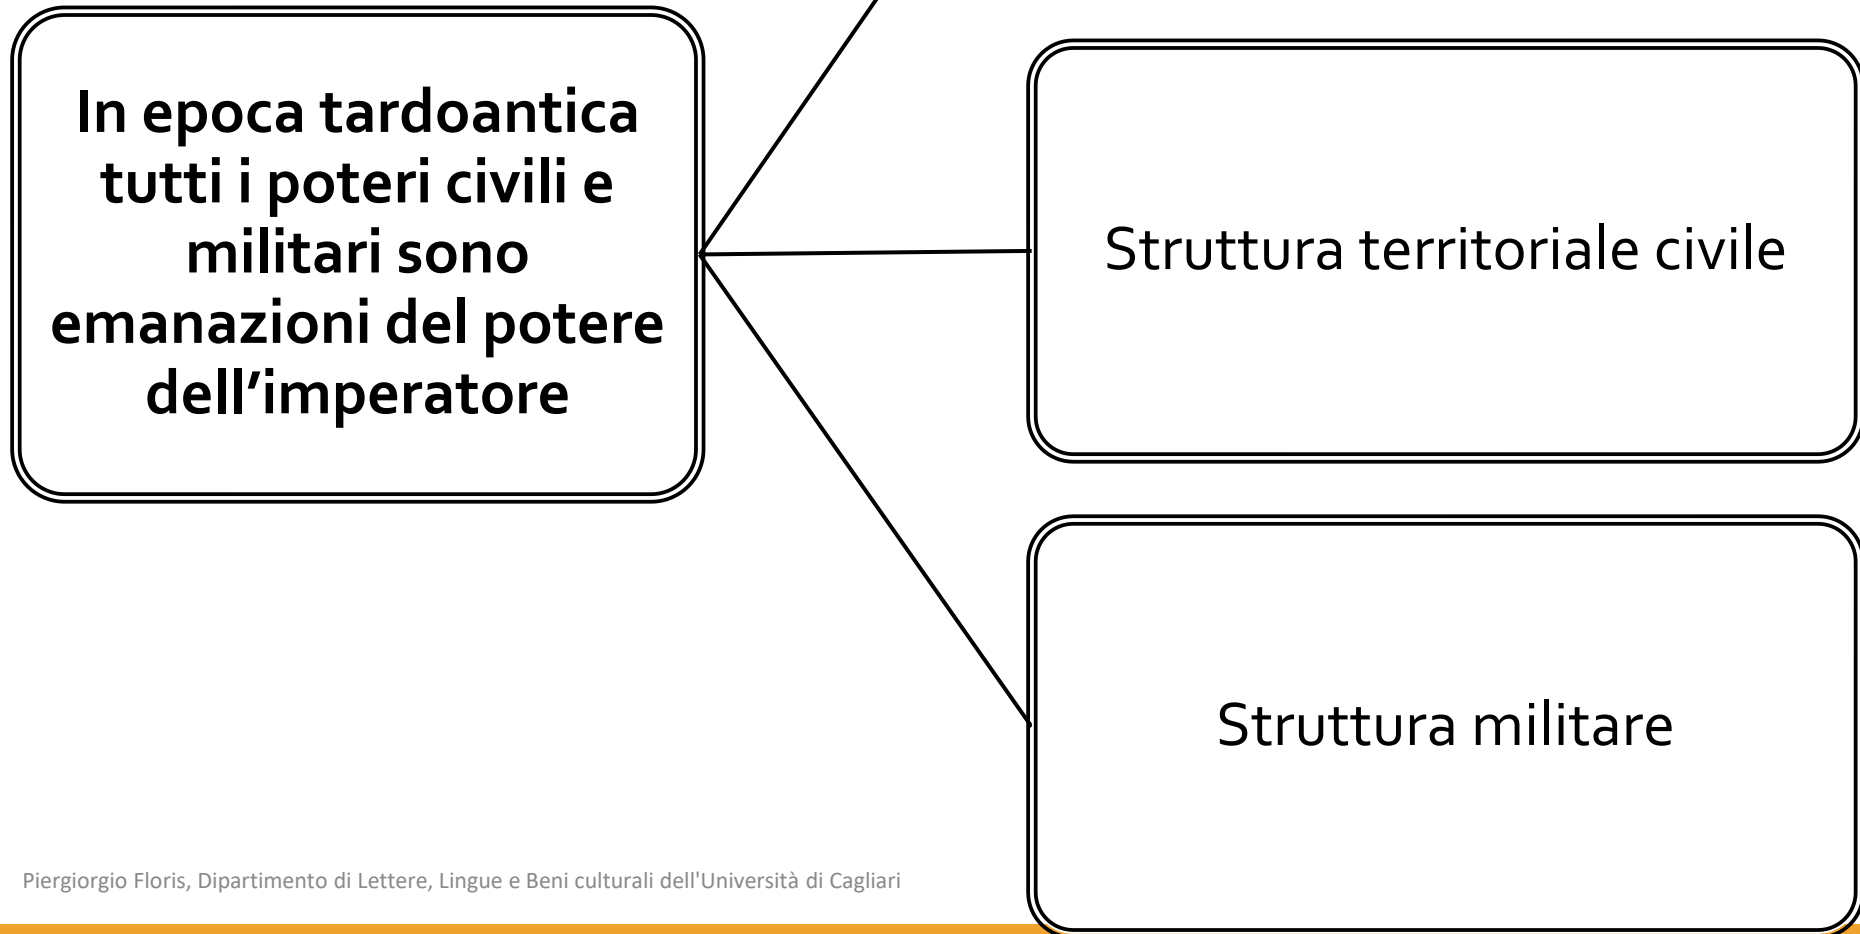 In epoca tardoantica
tutti i poteri civili e
militari sono
emanazioni del potere
dell’imperatore
Struttura territoriale civile
Struttura militare
Piergiorgio Floris, Dipartimento di Lettere, Lingue e Beni culturali dell'Università di Cagliari